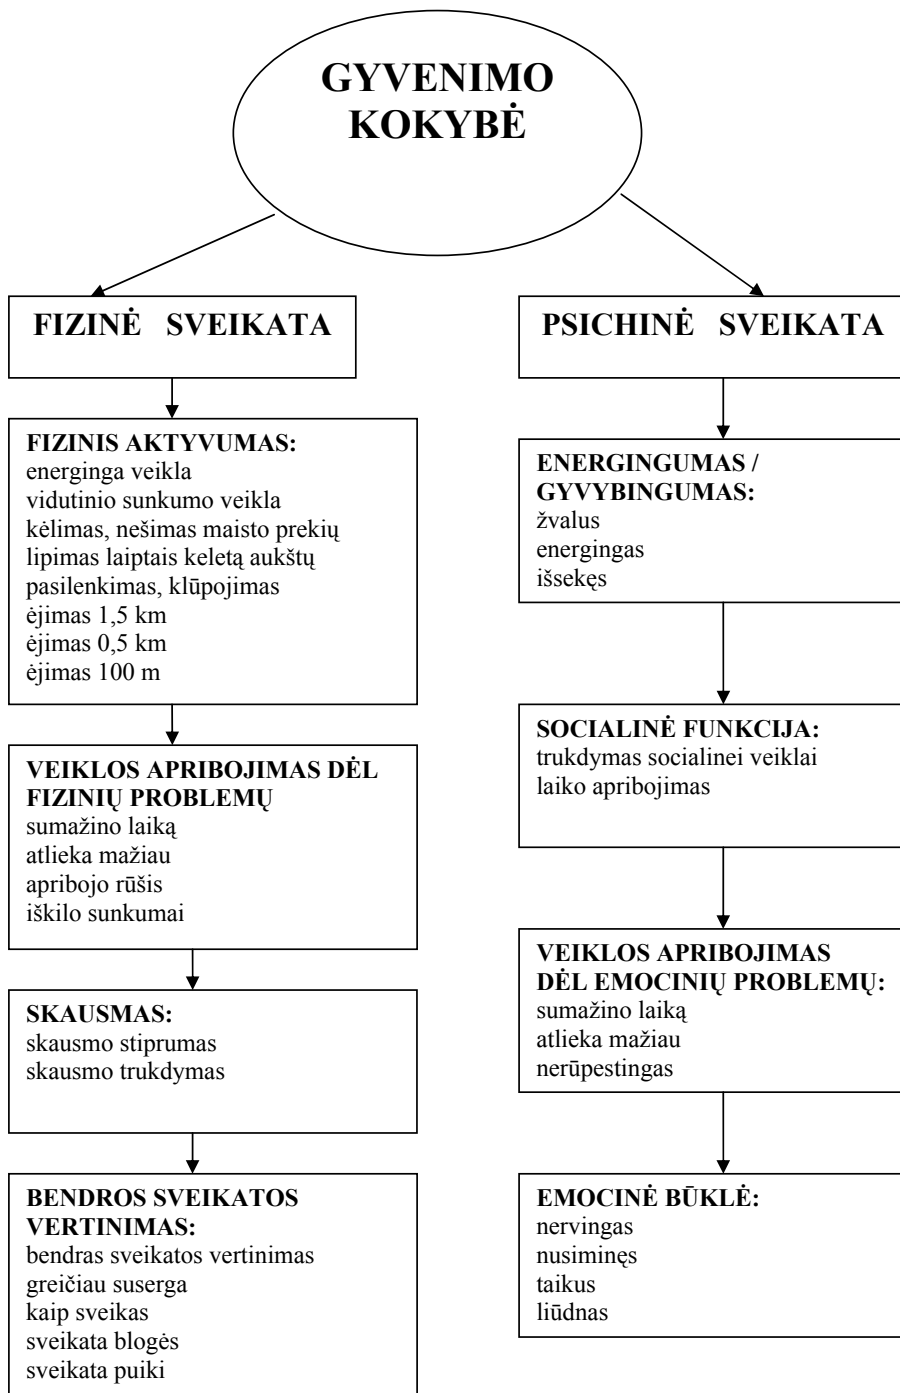 GYVENIMO
KOKYBĖ
FIZINĖ SVEIKATA
FIZINIS AKTYVUMAS:
energinga veikla
vidutinio sunkumo veikla
kėlimas, nešimas maisto prekių
lipimas laiptais keletą aukštų
pasilenkimas, klūpojimas
ėjimas 1,5 km
ėjimas 0,5 km
ėjimas 100 m
VEIKLOS APRIBOJIMAS DĖL
FIZINIŲ PROBLEMŲ
sumažino laiką
atlieka mažiau
apribojo rūšis
iškilo sunkumai
SKAUSMAS:
skausmo stiprumas
skausmo trukdymas
BENDROS SVEIKATOS
VERTINIMAS:
bendras sveikatos vertinimas
greičiau suserga
kaip sveikas
sveikata blogės
sveikata puiki
PSICHINĖ SVEIKATA
ENERGINGUMAS /
GYVYBINGUMAS:
žvalus
energingas
išsekęs
SOCIALINĖ FUNKCIJA:
trukdymas socialinei veiklai
laiko apribojimas
VEIKLOS APRIBOJIMAS
DĖL EMOCINIŲ PROBLEMŲ:
sumažino laiką
atlieka mažiau
nerūpestingas
EMOCINĖ BŪKLĖ:
nervingas
nusiminęs
taikus
liūdnas